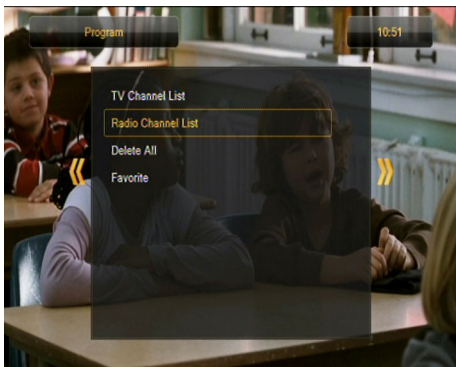 Program
10:51
TV Channel List
Radio Channel List
Delete All
Favorite